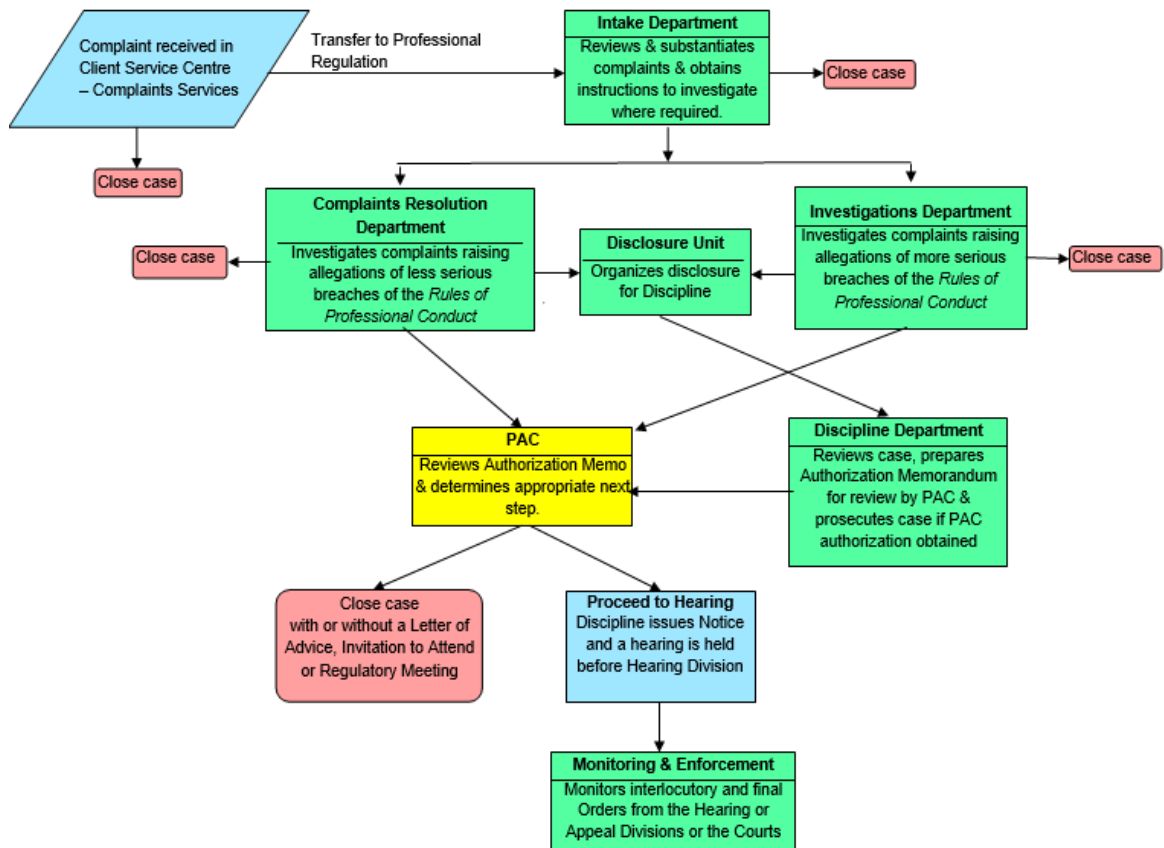 Complaint received in
Client Service Centre
– Complaints Services
Transfer to Professional
Regulation
Intake Department
Reviews & substantiates
complaints & obtains
instructions to investigate
where required.
Close case
Close case
Complaints Resolution
Department
Investigates complaints raising
allegations of less serious
breaches of the Rules of
Professional Conduct
Close case
Disclosure Unit
Organizes disclosure
for Discipline
Investigations Department
Investigates complaints raising
allegations of more serious
breaches of the Rules of
Professional Conduct
Close case
PAC
Reviews Authorization Memo
& determines appropriate next
step.
Discipline Department
Reviews case, prepares
Authorization Memorandum
for review by PAC &
prosecutes case if PAC
authorization obtained
Close case
with or without a Letter of
Advice, Invitation to Attend
or Regulatory Meeting
Proceed to Hearing
Discipline issues Notice
and a hearing is held
before Hearing Division
Monitoring & Enforcement
Monitors interlocutory and final
Orders from the Hearing or
Appeal Divisions or the Courts